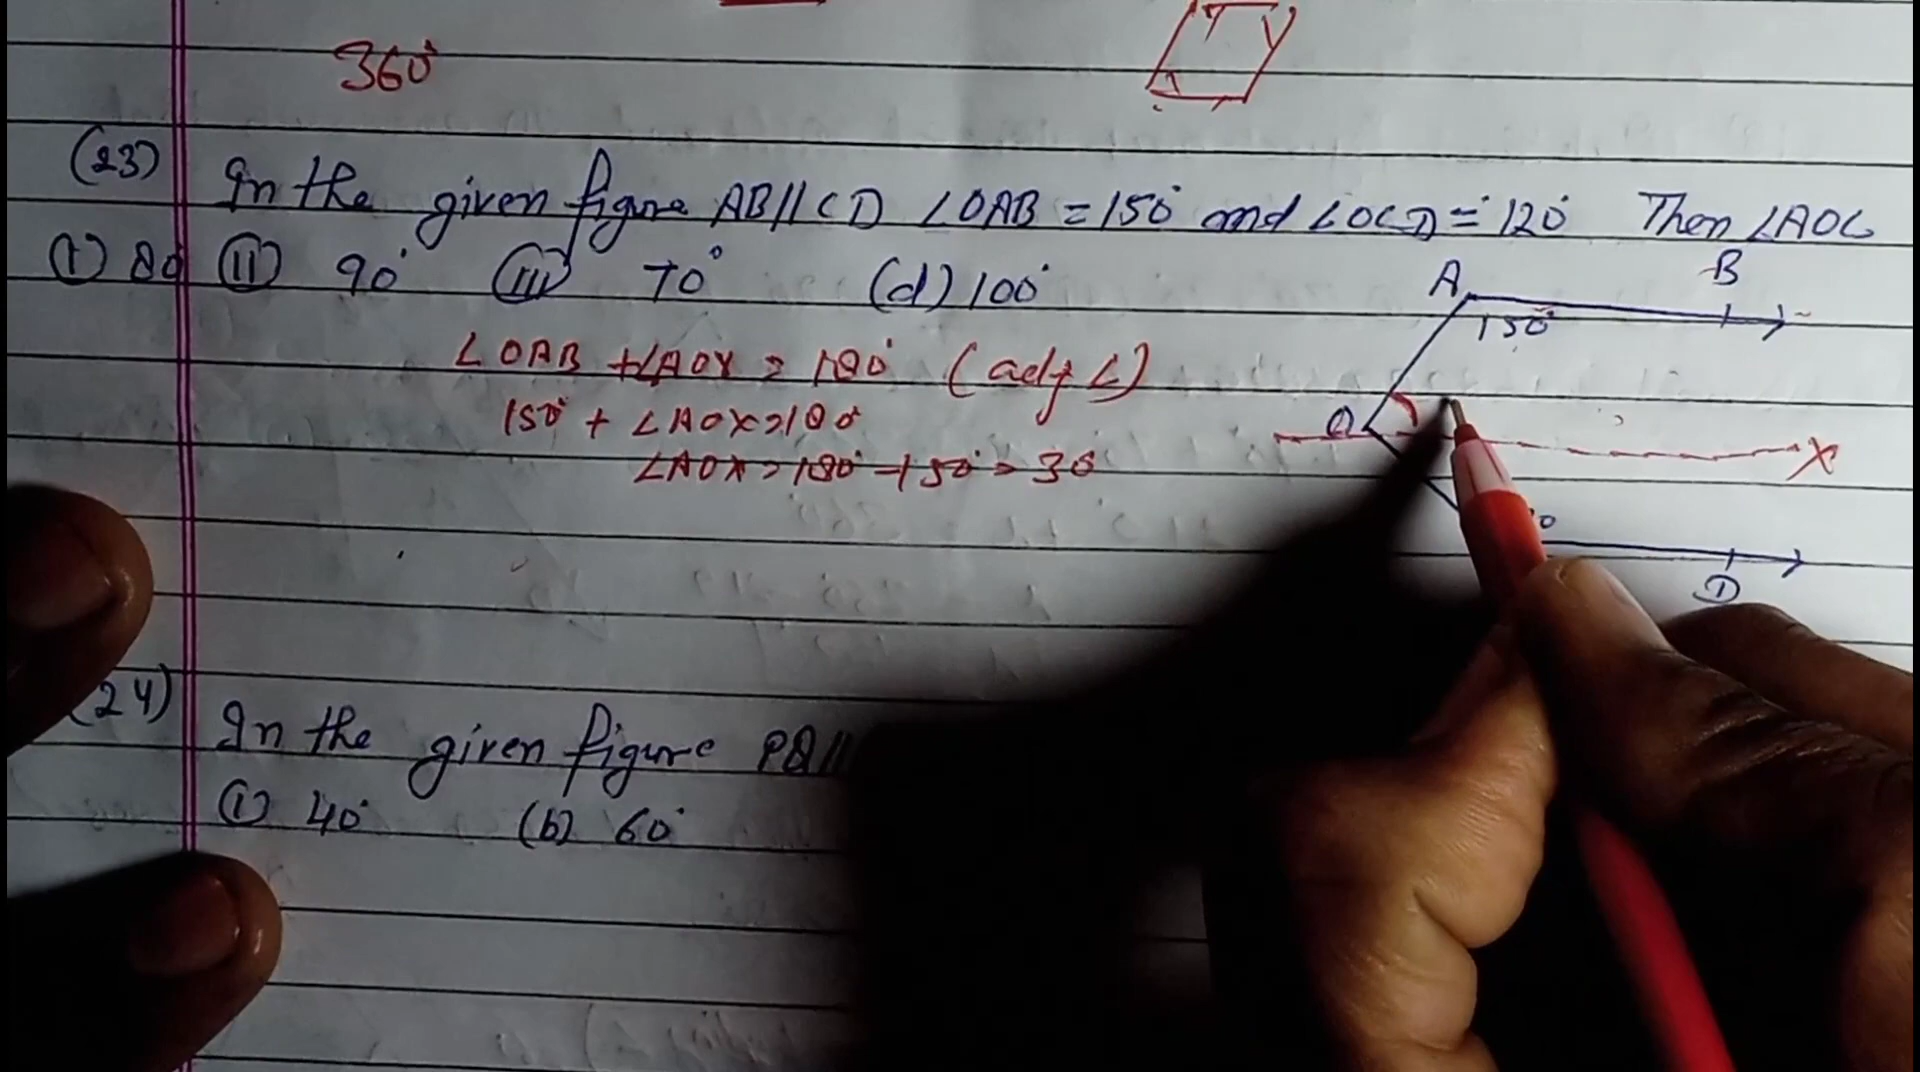 360°
(23) In the given figure AB//CD ∠OAB = 150° and ∠OCD = 120° Then ∠AOC
(i) 80 (ii) 90° (iii) 70° (d) 100°
A B
150°
∠OAB + ∠AOX = 180° (adj ∠)
150° + ∠AOX = 180°
O X
∠AOX = 180° - 150° = 30
D
(24) In the given figure PQ//
(i) 40° (b) 60°